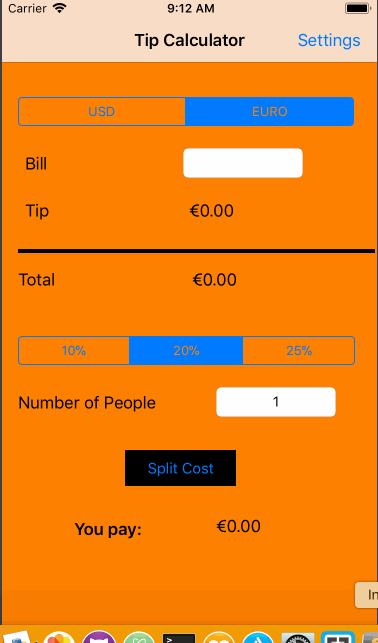 Carrier 9:12 AM
Tip Calculator Settings
USD EURO
Bill
Tip €0.00
Total €0.00
10% 20% 25%
Number of People 1
Split Cost
You pay: €0.00